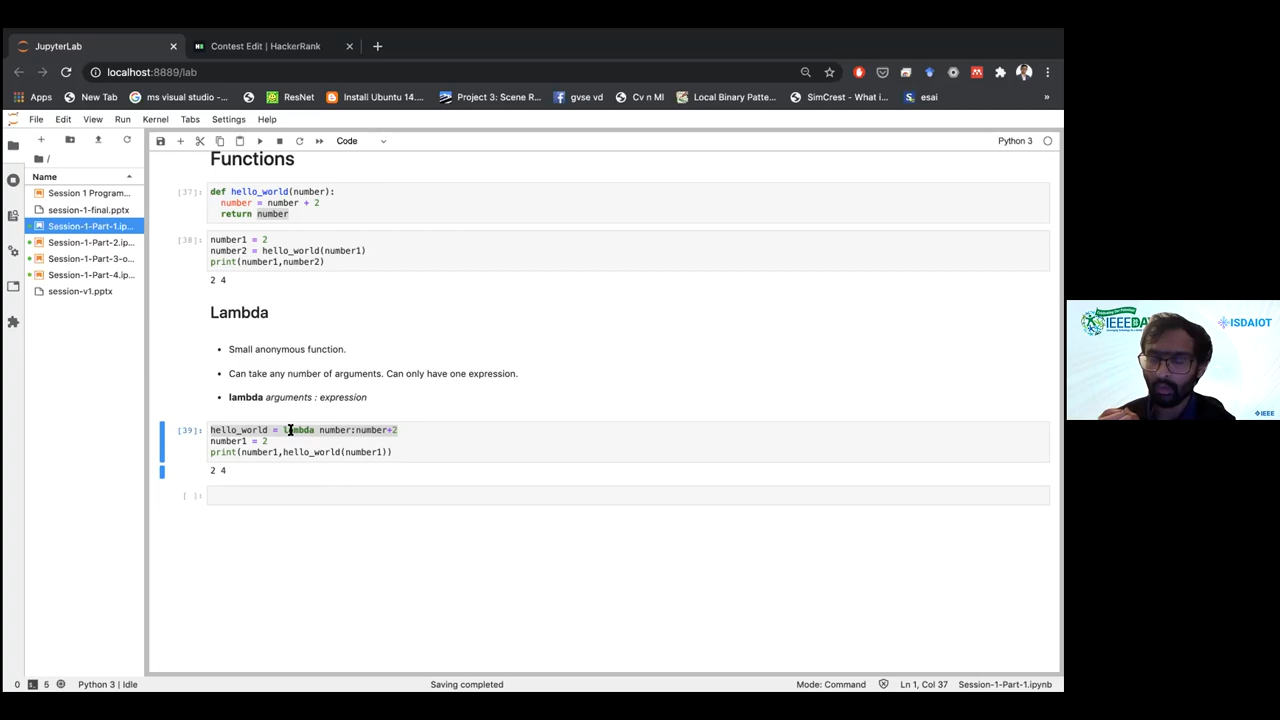 JupyterLab
Contest Edit | HackerRank
localhost:8889/lab
Apps
New Tab
ms visual studio -...
ResNet
Install Ubuntu 14....
Project 3: Scene R...
gvse vd
Cv n Ml
Local Binary Patte...
SimCrest - What i...
esai
»
File Edit View Run Kernel Tabs Settings Help
Code
Python 3
/
Name
Session 1 Program...
session-1-final.pptx
Session-1-Part-1.ip...
Session-1-Part-2.ip...
Session-1-Part-3-o...
Session-1-Part-4.ip...
session-v1.pptx
Functions
[37]:
def hello_world(number):
number = number + 2
return number
[38]:
number1 = 2
number2 = hello_world(number1)
print(number1,number2)
2 4
Lambda
• Small anonymous function.
• Can take any number of arguments. Can only have one expression.
• lambda arguments : expression
[39]:
hello_world = lambda number:number+2
number1 = 2
print(number1,hello_world(number1))
2 4
[ ]:
ISDAIOT
IEEE
0
5
Python 3 | Idle
Saving completed
Mode: Command
Ln 1, Col 37
Session-1-Part-1.ipynb